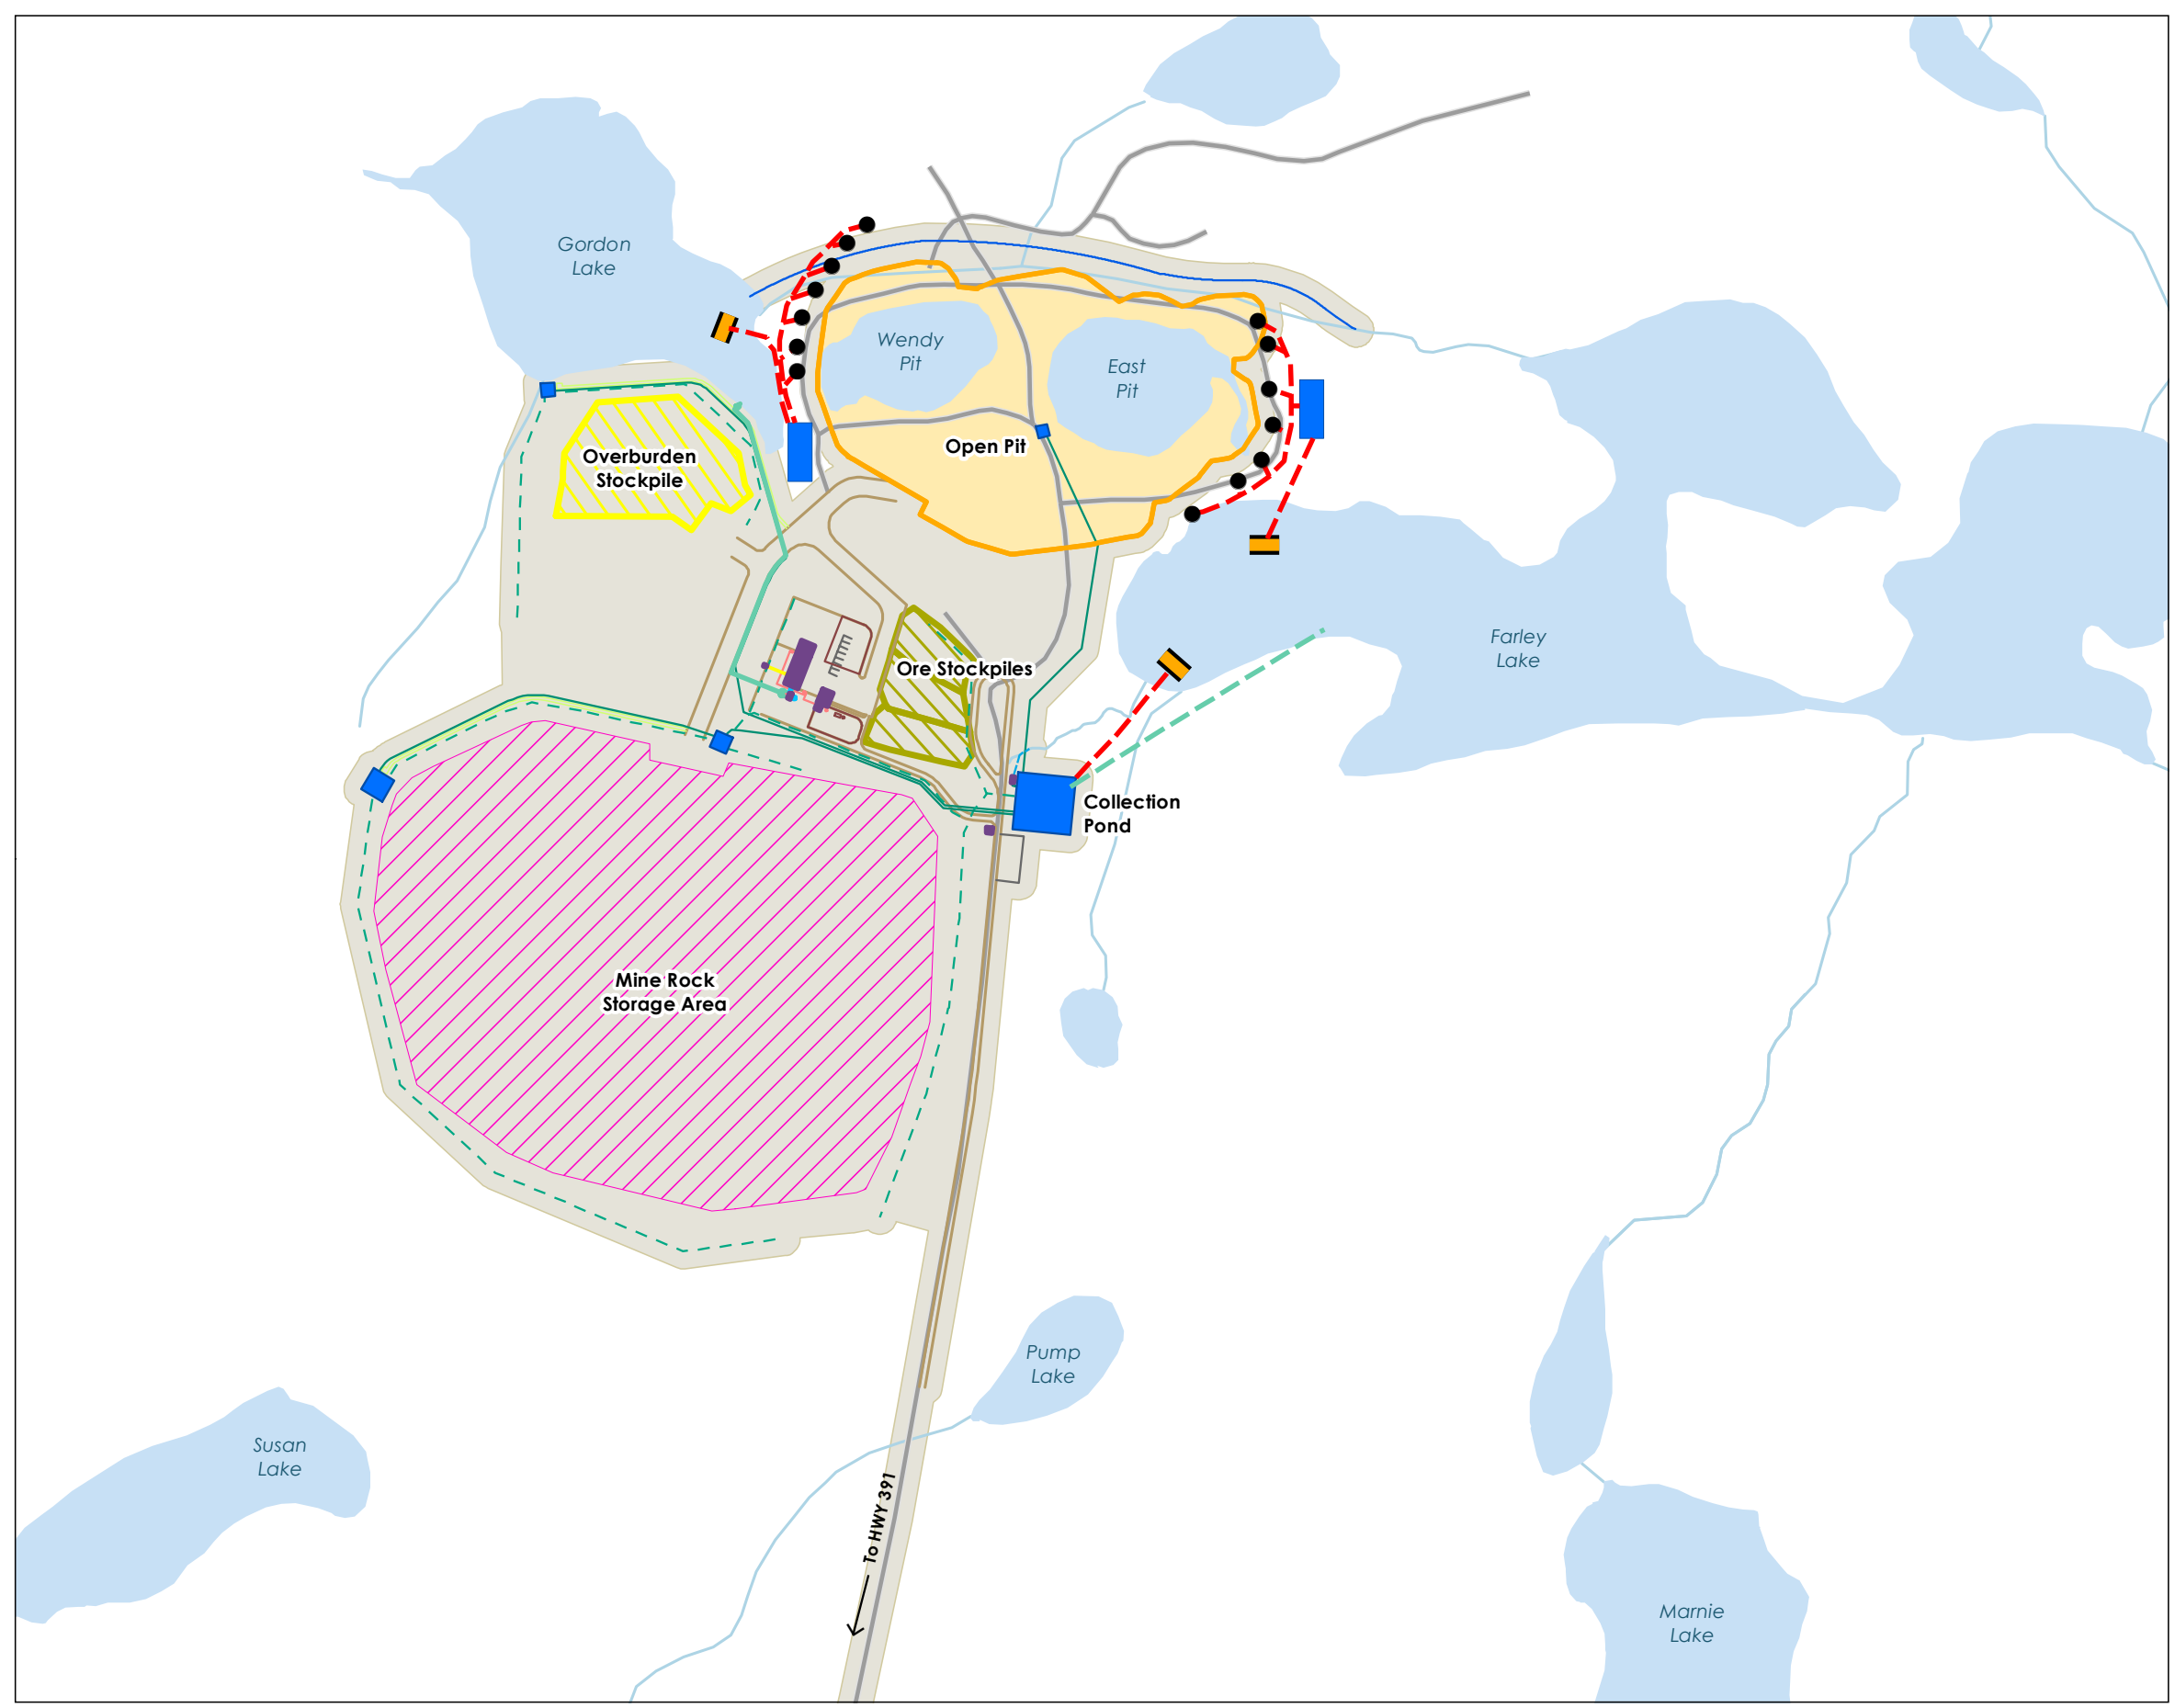 Gordon
Lake
Wendy
Pit
East
Pit
Open Pit
Overburden
Stockpile
Farley
Lake
Ore Stockpiles
Collection
Pond
Mine Rock
Storage Area
Pump
Lake
Susan
Lake
To HWY 391
Marnie
Lake